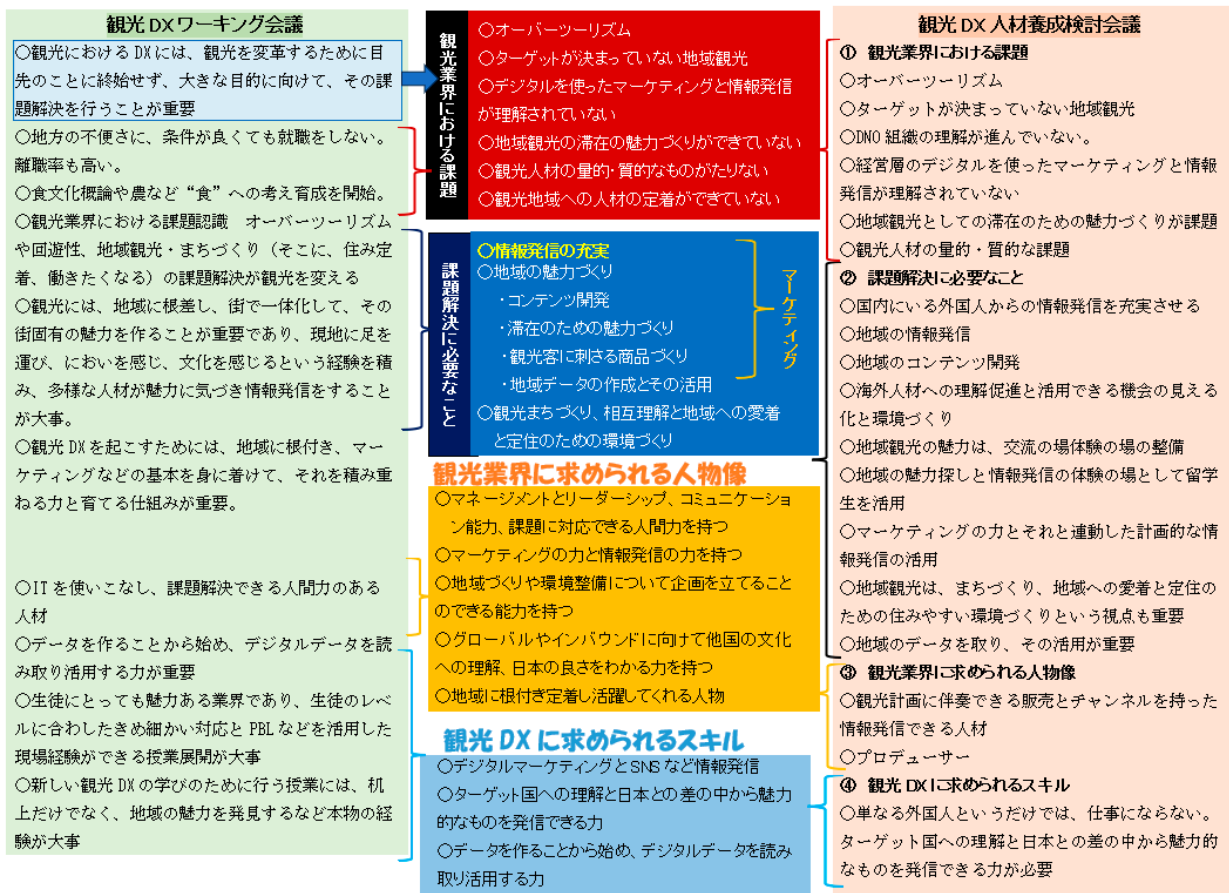 観光DXワーキング会議
○観光におけるDXには、観光を変革するために目
先のことに終始せず、大きな目的に向けて、その課
題解決を行うことが重要
○地方の不便さに、条件が良くても就職をしない。
離職率も高い。
○食文化概論や農など“食”への考え育成を開始。
○観光業界における課題認識　オーバーツーリズム
や回遊性、地域観光・まちづくり（そこに、住み定
着、働きたくなる）の課題解決が観光を変える
○観光には、地域に根差し、街で一体化して、その
街固有の魅力を作ることが重要であり、現地に足を
運び、においを感じ、文化を感じるという経験を積
み、多様な人材が魅力に気づき情報発信をすること
が大事。
○観光DXを起こすためには、地域に根付き、マー
ケティングなどの基本を身に着けて、それを積み重
ねる力と育てる仕組みが重要。
○ITを使いこなし、課題解決できる人間力のある
人材
○データを作ることから始め、デジタルデータを読
み取り活用する力が重要
○生徒にとっても魅力ある業界であり、生徒のレベ
ルに合わしたきめ細かい対応とPBLなどを活用した
現場経験ができる授業展開が大事
○新しい観光DXの学びのために行う授業には、机
上だけでなく、地域の魅力を発見するなど本物の経
験が大事
観光業界における課題
○オーバーツーリズム
○ターゲットが決まっていない地域観光
○デジタルを使ったマーケティングと情報発信
が理解されていない
○地域観光の滞在の魅力づくりができていない
○観光人材の量的・質的なものがたりない
○観光地域への人材の定着ができていない
課題解決に必要なこと
○情報発信の充実
○地域の魅力づくり
・コンテンツ開発
・滞在のための魅力づくり
・観光客に刺さる商品づくり
・地域データの作成とその活用
マーケティング
○観光まちづくり、相互理解と地域への愛着
と定住のための環境づくり
観光業界に求められる人物像
○マネージメントとリーダーシップ、コミュニケーショ
ン能力、課題に対応できる人間力を持つ
○マーケティングの力と情報発信の力を持つ
○地域づくりや環境整備について企画を立てること
のできる能力を持つ
○グローバルやインバウンドに向けて他国の文化
への理解、日本の良さをわかる力を持つ
○地域に根付き定着し活躍してくれる人物
観光DXに求められるスキル
○デジタルマーケティングとSNSなど情報発信
○ターゲット国への理解と日本との差の中から魅力
的なものを発信できる力
○データを作ることから始め、デジタルデータを読み
取り活用する力
観光DX人材養成検討会議
① 観光業界における課題
○オーバーツーリズム
○ターゲットが決まっていない地域観光
○DNO組織の理解が進んでいない。
○経営層のデジタルを使ったマーケティングと情報
発信が理解されていない
○地域観光としての滞在のための魅力づくりが課題
○観光人材の量的・質的な課題
② 課題解決に必要なこと
○国内にいる外国人からの情報発信を充実させる
○地域の情報発信
○地域のコンテンツ開発
○海外人材への理解促進と活用できる機会の見える
化と環境づくり
○地域観光の魅力は、交流の場体験の場の整備
○地域の魅力探しと情報発信の体験の場として留学
生を活用
○マーケティングの力とそれと連動した計画的な情
報発信の活用
○地域観光は、まちづくり、地域への愛着と定住の
ための住みやすい環境づくりという視点も重要
○地域のデータを取り、その活用が重要
③ 観光業界に求められる人物像
○観光計画に伴奏できる販売とチャンネルを持った
情報発信できる人材
○プロデューサー
④ 観光DXに求められるスキル
○単なる外国人というだけでは、仕事にならない。
ターゲット国への理解と日本との差の中から魅力的
なものを発信できる力が必要